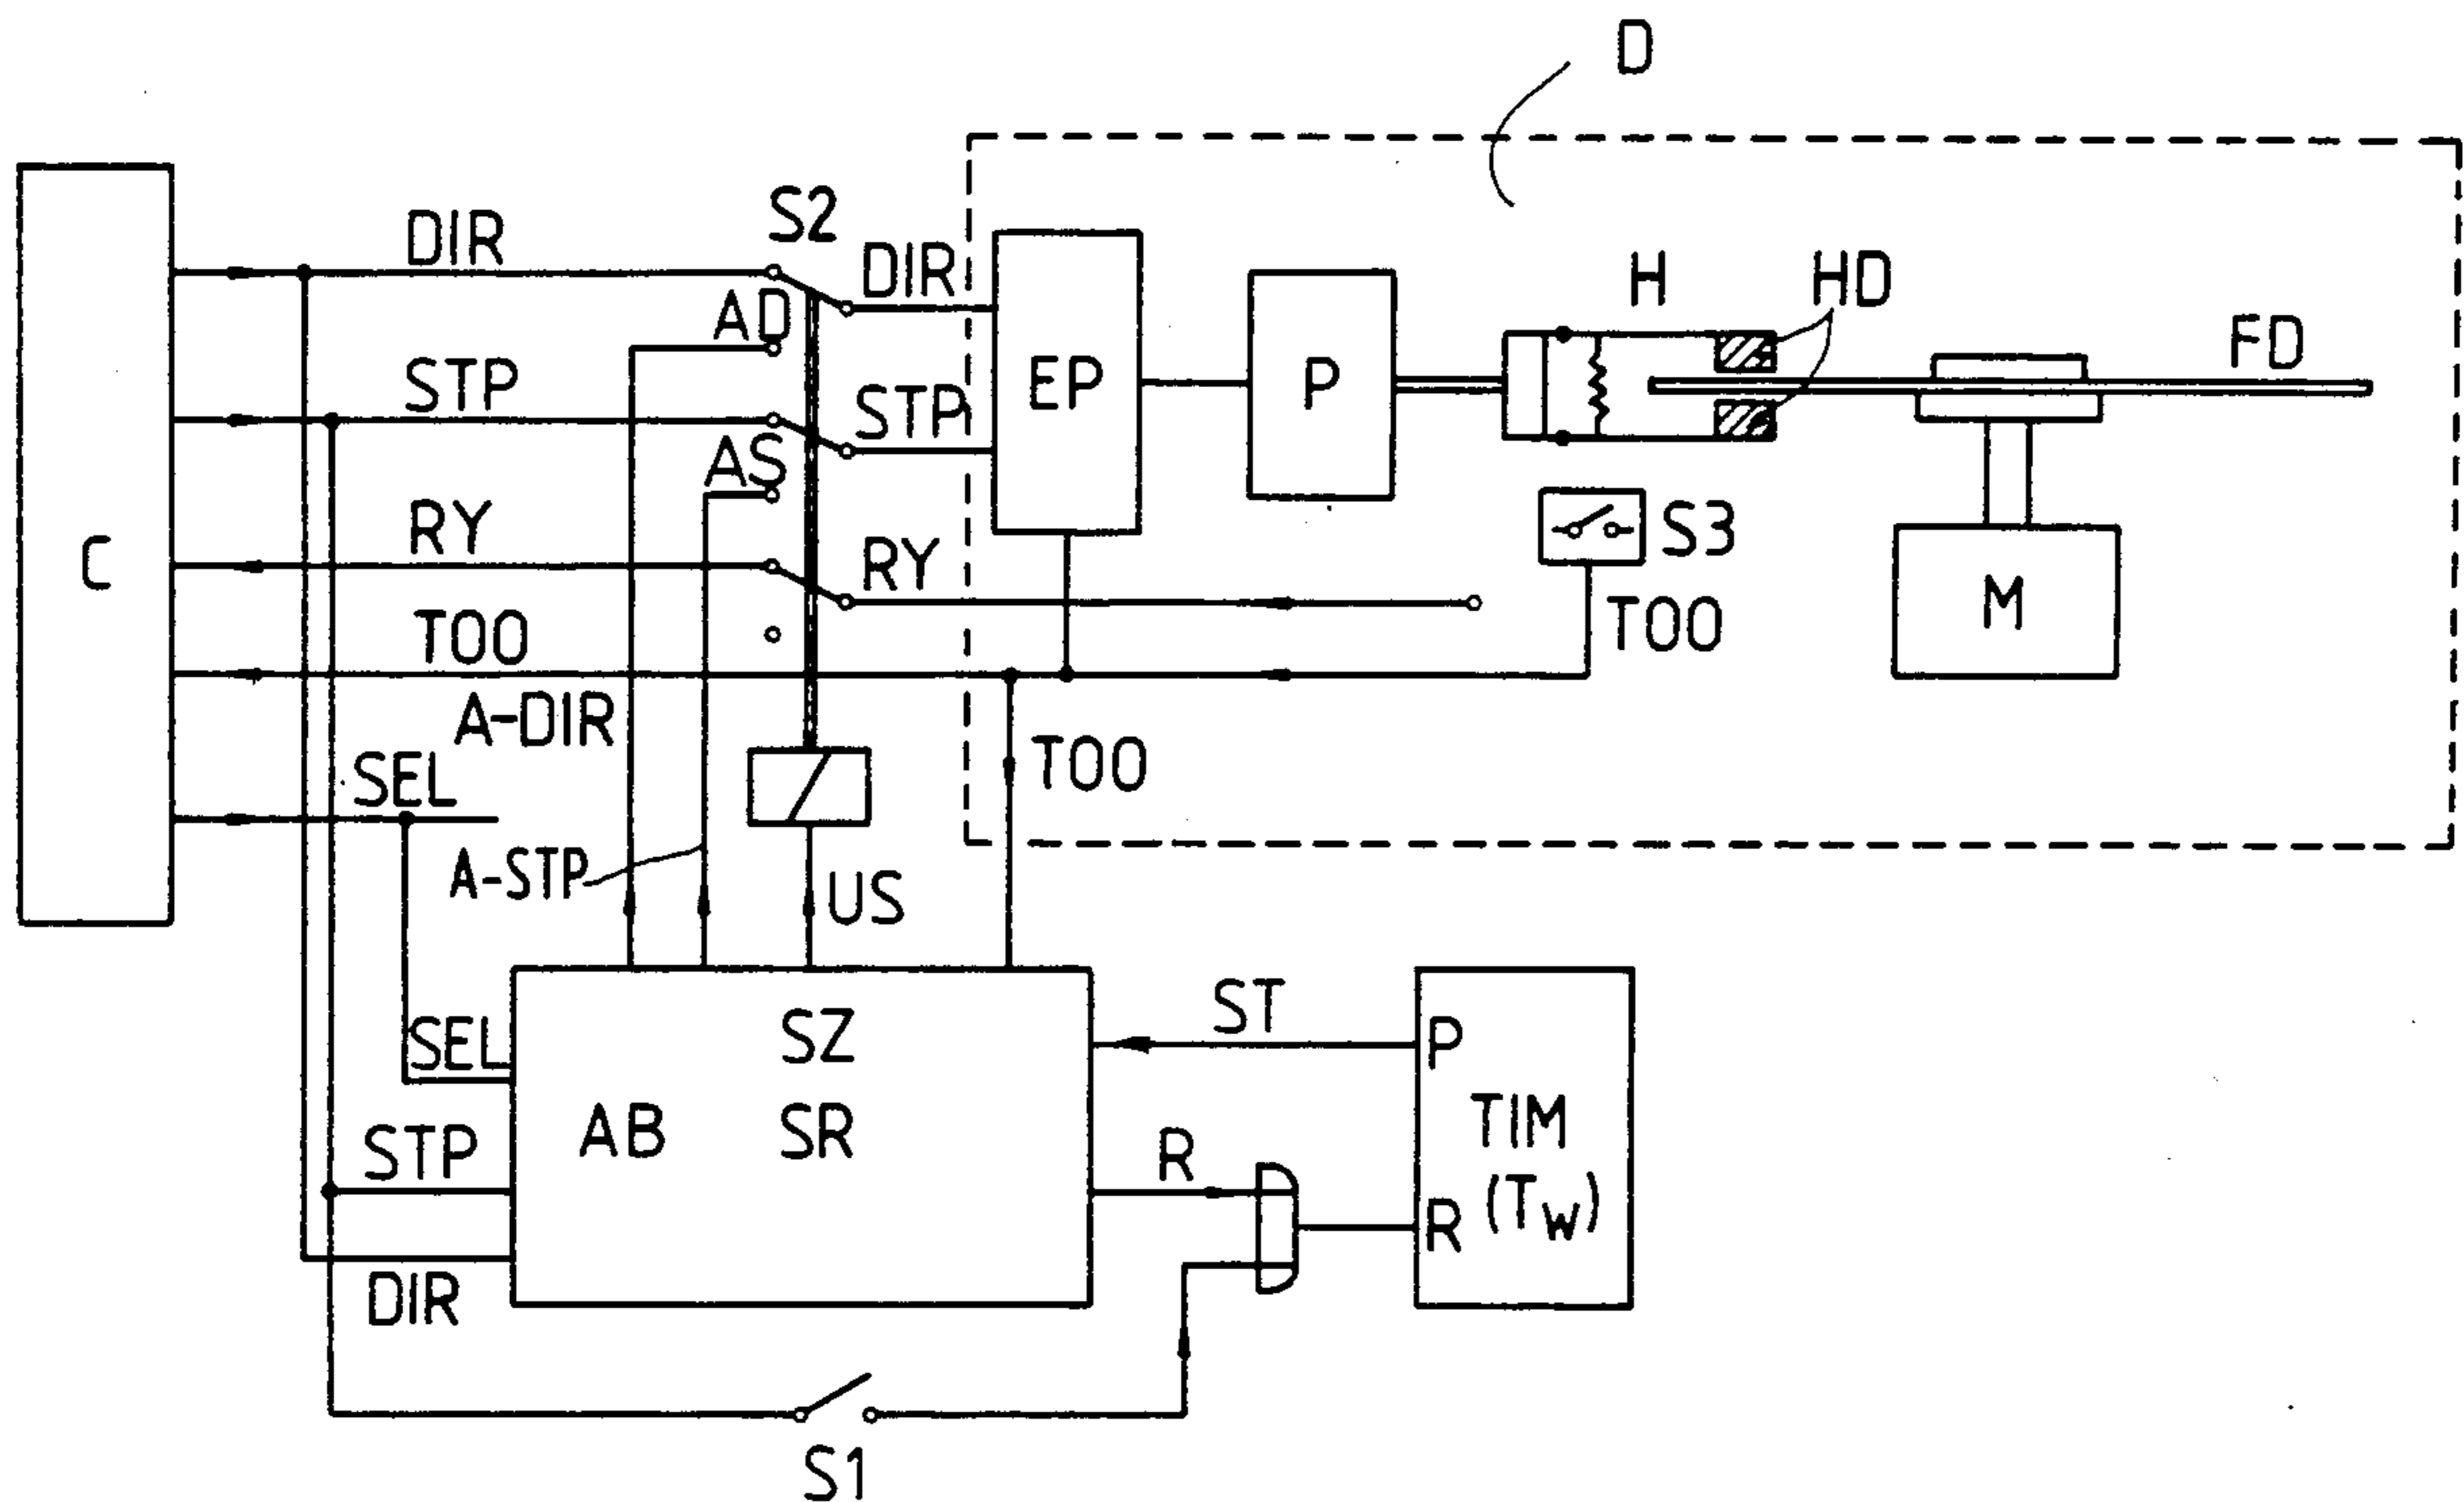 D
DIR
S2
DIR
H
HD
FD
AD
STP
STP
EP
P
AS
RY
RY
S3
C
TOO
TOO
M
A-DIR
SEL
TOO
A-STP
US
SEL
SZ
ST
P
AB
SR
TIM
STP
R
R
(TW)
DIR
S1